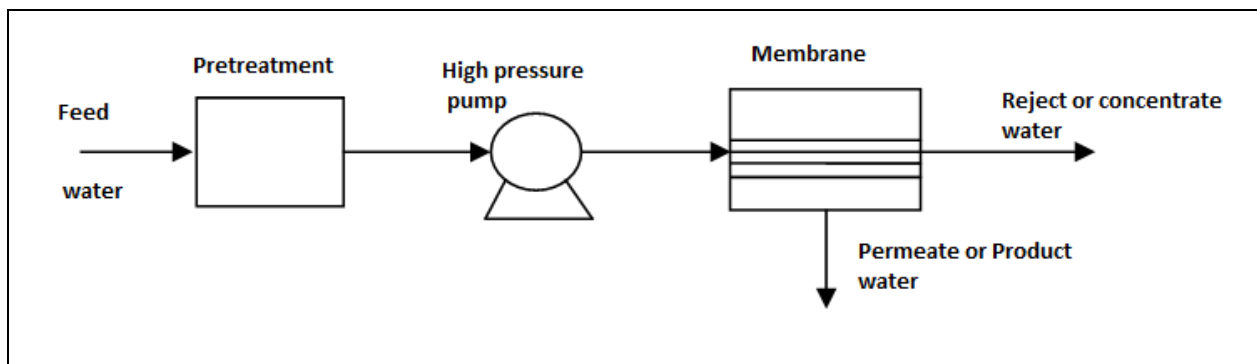 Feed
water
Pretreatment
High pressure
pump
Membrane
Reject or concentrate
water
Permeate or Product
water